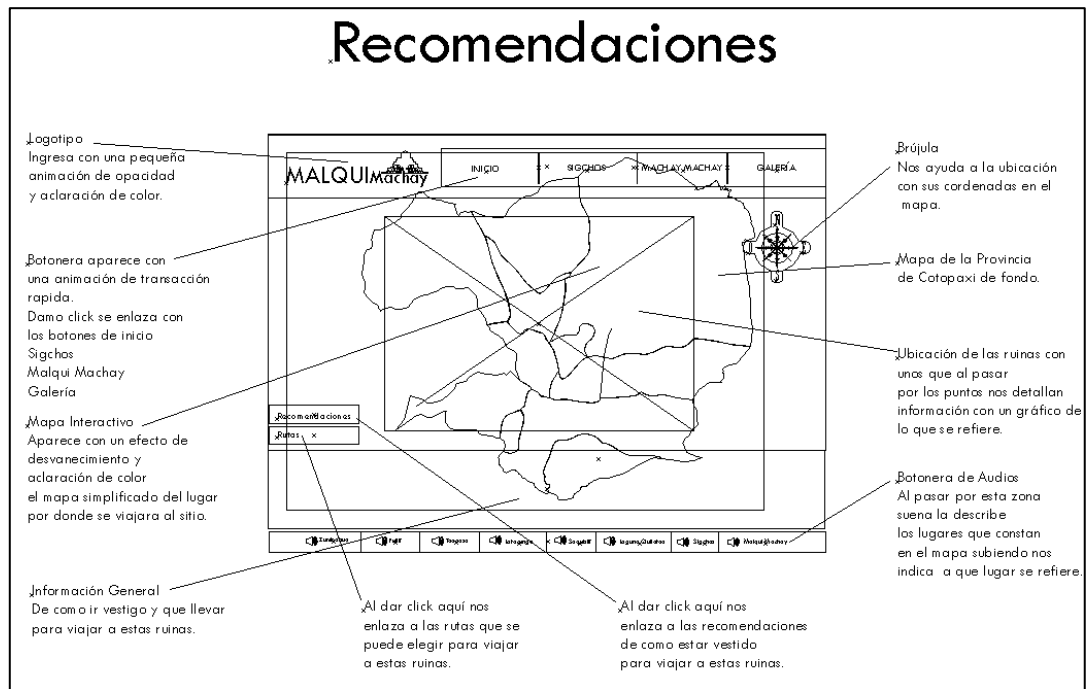 Recomendaciones
Logotipo
Ingresa con una pequeña
animación de opacidad
y aclaración de color.
Botonera aparece con
una animación de transacción
rapida.
Damo click se enlaza con
los botones de inicio
Sigchos
Malqui Machay
Galería
Mapa Interactivo
Aparece con un efecto de
desvanecimiento y
aclaración de color
el mapa simplificado del lugar
por donde se viajara al sitio.
Información General
De como ir vestigo y que llevar
para viajar a estas ruinas.
MALQUI Machay
INICIO
SIGCHOS
MACHAY MACHAY
GALERÍA
Recomendaciones
Rutas
Zumbahua
Pujilí
Toacaso
Latacunga
Saquisilí
laguna Quilotoa
Sigchos
Malqui Machay
Al dar click aquí nos
enlaza a las rutas que se
puede elegir para viajar
a estas ruinas.
Al dar click aquí nos
enlaza a las recomendaciones
de como estar vestido
para viajar a estas ruinas.
Brújula
Nos ayuda a la ubicación
con sus cordenadas en el
mapa.
Mapa de la Provincia
de Cotopaxi de fondo.
Ubicación de las ruinas con
unos que al pasar
por los puntos nos detallan
información con un gráfico de
lo que se refiere.
Botonera de Audios
Al pasar por esta zona
suena la describe
los lugares que constan
en el mapa subiendo nos
indica a que lugar se refiere.